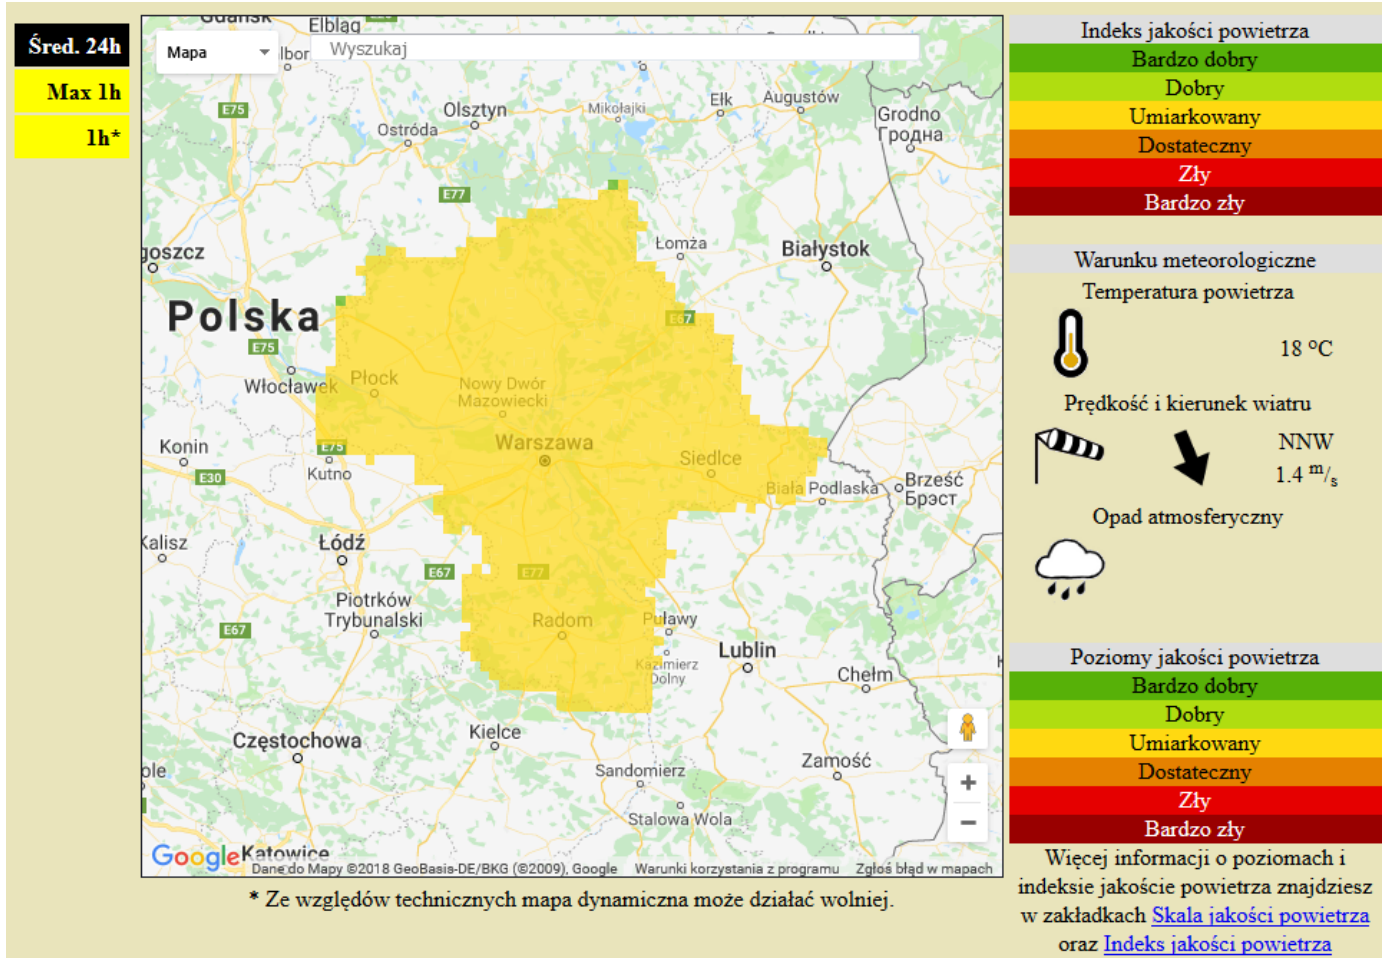 Śred. 24h
Max 1h
1h*
Mapa
Wyszukaj
Elbląg
E75
Olsztyn
Mikołajki
Ełk
Augustów
Grodno
Гродна
Ostróda
E77
Łomża
Białystok
goszcz
Polska
E75
E67
Włocławek
Płock
Nowy Dwór
Mazowiecki
Konin
E75
Warszawa
Siedlce
E30
Kutno
Biała Podlaska
Brześć
Брэст
Kalisz
Łódź
E67
E77
Piotrków
Trybunalski
Radom
Puławy
E67
Kazimierz
Dolny
Lublin
Chełm
Kielce
Częstochowa
Zamość
Sandomierz
Stalowa Wola
Google
Katowice
Dane do Mapy ©2018 GeoBasis-DE/BKG (©2009), Google
Warunki korzystania z programu
Zgłoś błąd w mapach
* Ze względów technicznych mapa dynamiczna może działać wolniej.
Indeks jakości powietrza
Bardzo dobry
Dobry
Umiarkowany
Dostateczny
Zły
Bardzo zły
Warunku meteorologiczne
Temperatura powietrza
18 °C
Prędkość i kierunek wiatru
NNW
1.4 m/s
Opad atmosferyczny
Poziomy jakości powietrza
Bardzo dobry
Dobry
Umiarkowany
Dostateczny
Zły
Bardzo zły
Więcej informacji o poziomach i
indeksie jakoście powietrza znajdziesz
w zakładkach Skala jakości powietrza
oraz Indeks jakości powietrza